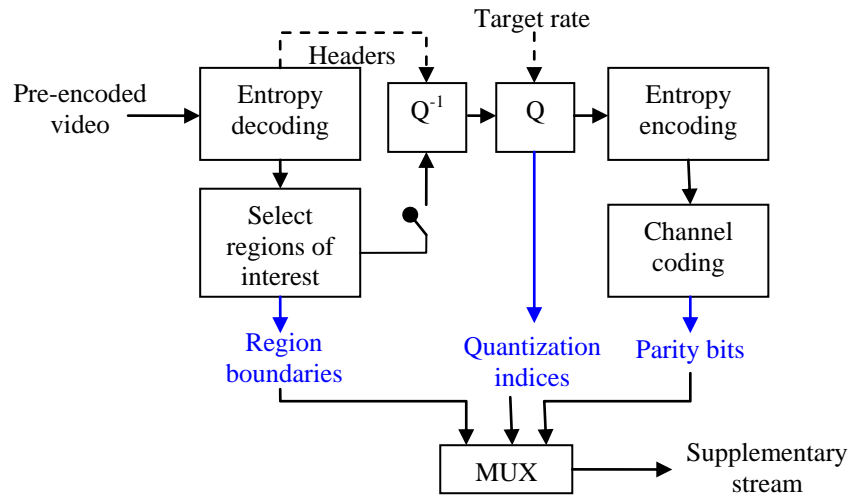 Target rate
Headers
Pre-encoded
video
Entropy
decoding
Q-1
Q
Entropy
encoding
Select
regions of
interest
Channel
coding
Region
boundaries
Quantization
indices
Parity bits
MUX
Supplementary
stream